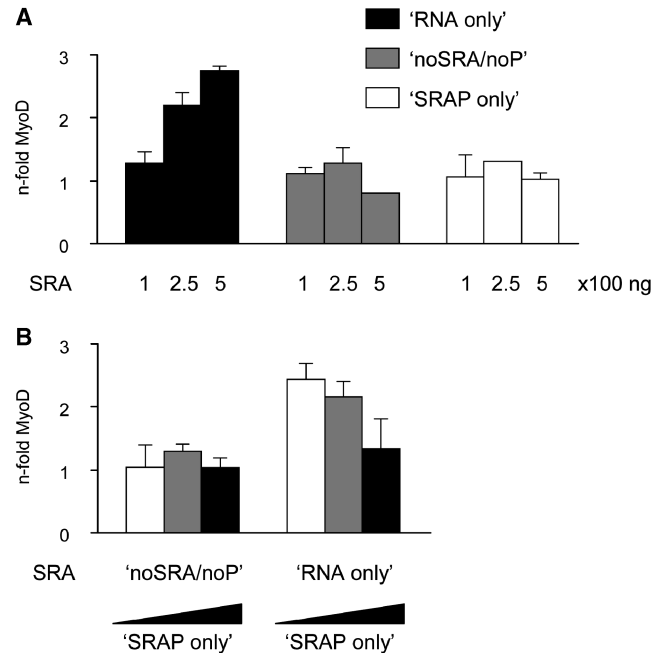 A
‘RNA only’
‘noSRA/noP’
‘SRAP only’
n-fold MyoD
3
2
1
0
SRA 1 2.5 5 1 2.5 5 1 2.5 5 x100 ng
B
n-fold MyoD
3
2
1
0
SRA ‘noSRA/noP’ ‘RNA only’
‘SRAP only’ ‘SRAP only’